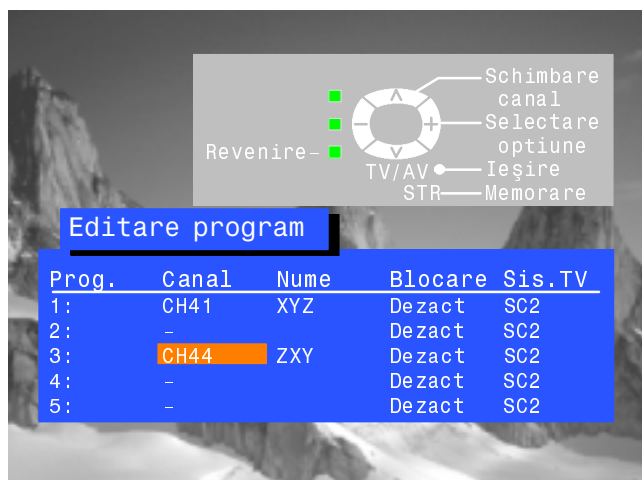 Schimbare
canal
Selectare
optiune
Revenire
TV/AV Ieşire
STR Memorare
Editare program
Prog. Canal Nume Blocare Sis.TV
1: CH41 XYZ Dezact SC2
2: – Dezact SC2
3: CH44 ZXY Dezact SC2
4: – Dezact SC2
5: – Dezact SC2